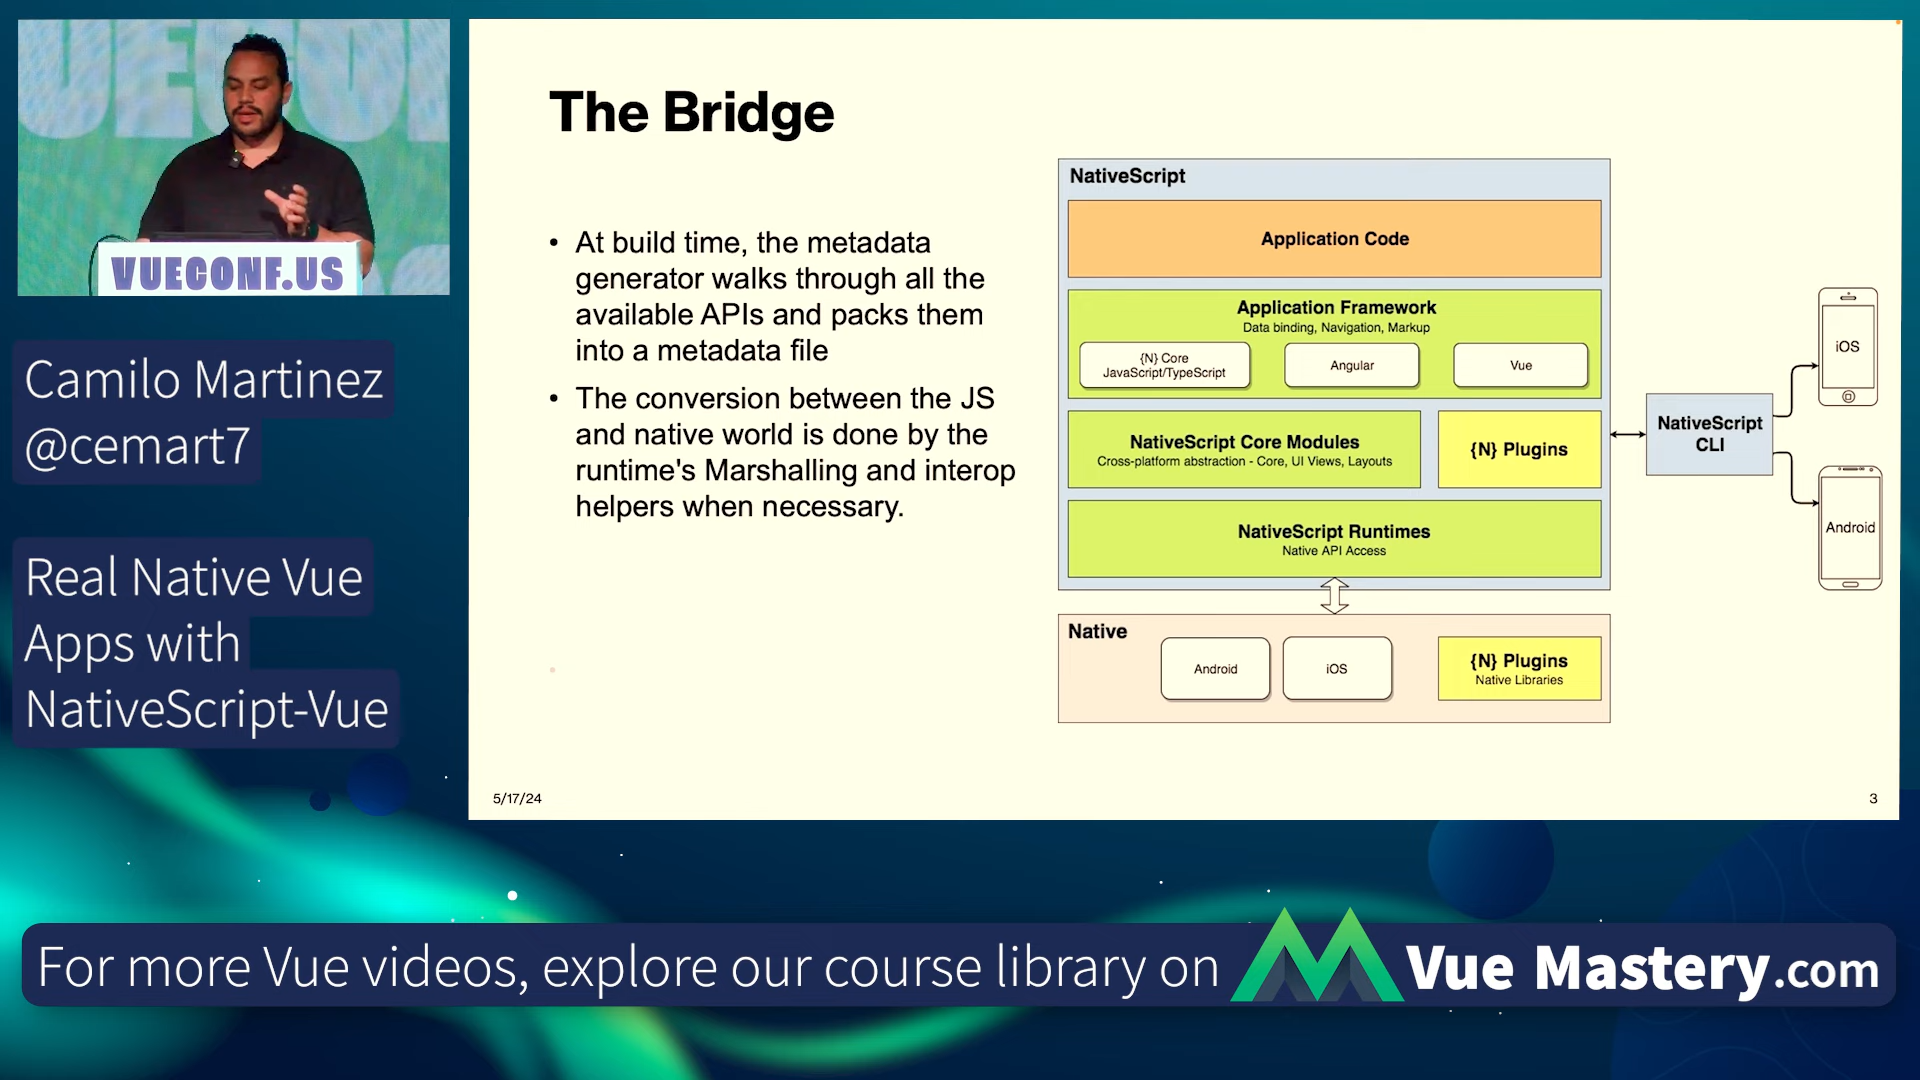 VUECONF.US
Camilo Martinez
@cemart7
Real Native Vue
Apps with
NativeScript-Vue
The Bridge
• At build time, the metadata
generator walks through all the
available APIs and packs them
into a metadata file
• The conversion between the JS
and native world is done by the
runtime's Marshalling and interop
helpers when necessary.
NativeScript
Application Code
Application Framework
Data binding, Navigation, Markup
{N} Core
JavaScript/TypeScript
Angular
Vue
NativeScript Core Modules
Cross-platform abstraction - Core, UI Views, Layouts
{N} Plugins
NativeScript Runtimes
Native API Access
Native
Android
iOS
{N} Plugins
Native Libraries
NativeScript
CLI
iOS
Android
5/17/24
3
For more Vue videos, explore our course library on Vue Mastery.com